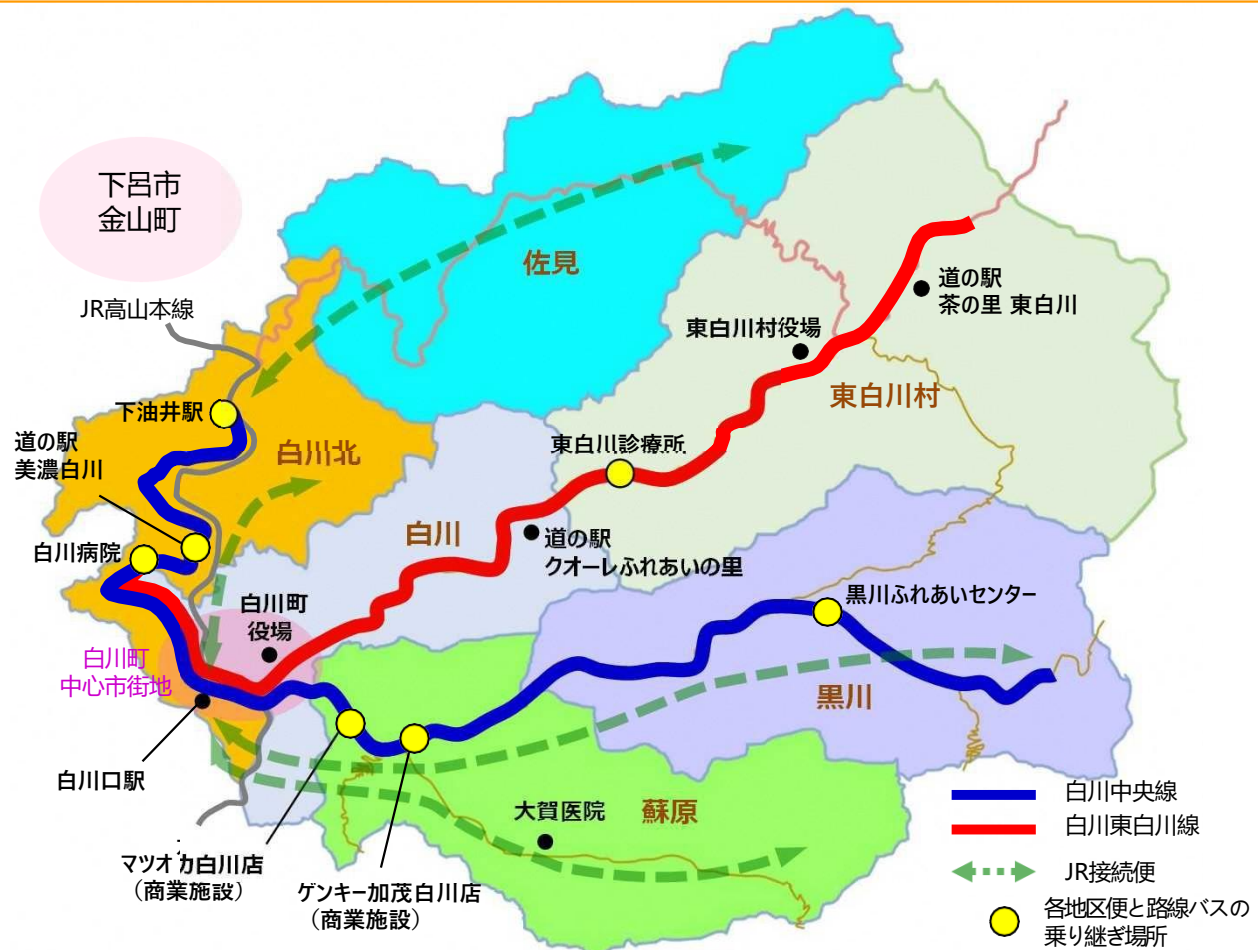 下呂市
金山町
JR高山本線
佐見
道の駅
茶の里 東白川
東白川村役場
東白川村
下油井駅
道の駅
美濃白川
白川北
東白川診療所
白川
道の駅
クオーレふれあいの里
白川病院
白川町
役場
黒川ふれあいセンター
白川町
中心市街地
黒川
白川口駅
大賀医院
蘇原
マツオカ白川店
（商業施設）
ゲンキー加茂白川店
（商業施設）
白川中央線
白川東白川線
JR接続便
各地区便と路線バスの
乗り継ぎ場所